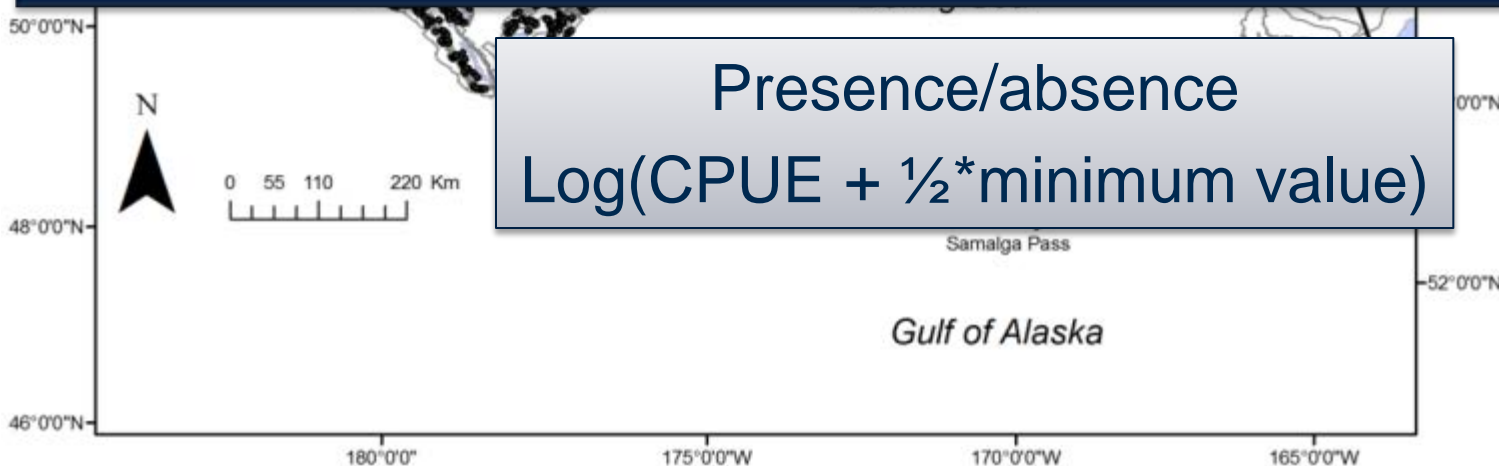 50°0'0"N
Presence/absence
0'0"N
N
Log(CPUE + ½*minimum value)
0 55 110 220 Km
48°0'0"N
Samalga Pass
52°0'0"N
Gulf of Alaska
46°0'0"N
180°0'0" 175°0'0"W 170°0'0"W 165°0'0"W